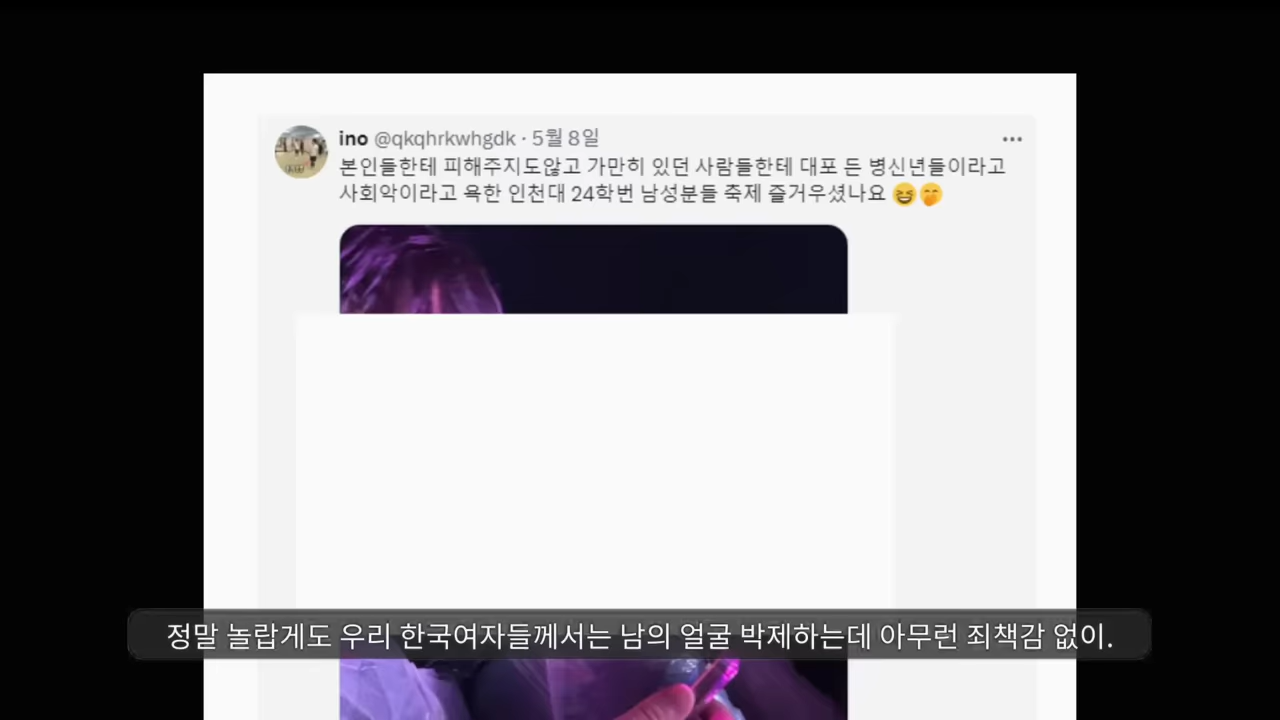 ino @qkqhrkwhgdk · 5월 8일
본인들한테 피해주지도않고 가만히 있던 사람들한테 대포 든 병신년들이라고
사회악이라고 욕한 인천대 24학번 남성분들 축제 즐거우셨나요 😆🤭
정말 놀랍게도 우리 한국여자들께서는 남의 얼굴 박제하는데 아무런 죄책감 없이.